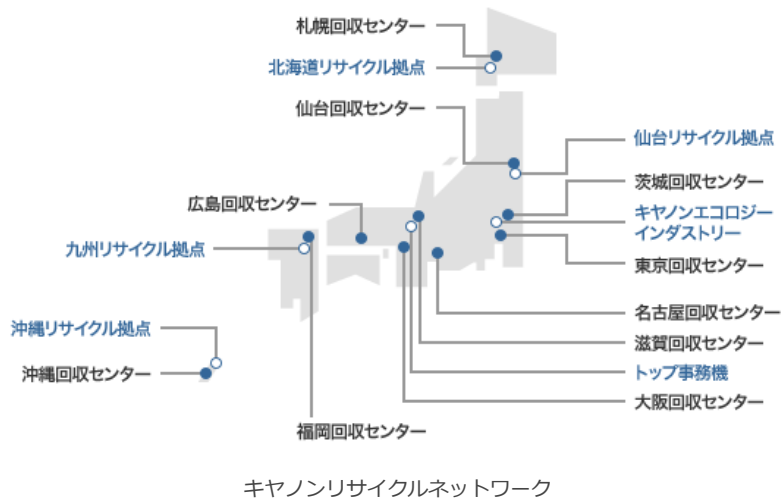 札幌回収センター
北海道リサイクル拠点
仙台回収センター
仙台リサイクル拠点
茨城回収センター
広島回収センター
キヤノンエコロジー
インダストリー
九州リサイクル拠点
東京回収センター
名古屋回収センター
沖縄リサイクル拠点
滋賀回収センター
沖縄回収センター
トップ事務機
大阪回収センター
福岡回収センター
キヤノンリサイクルネットワーク